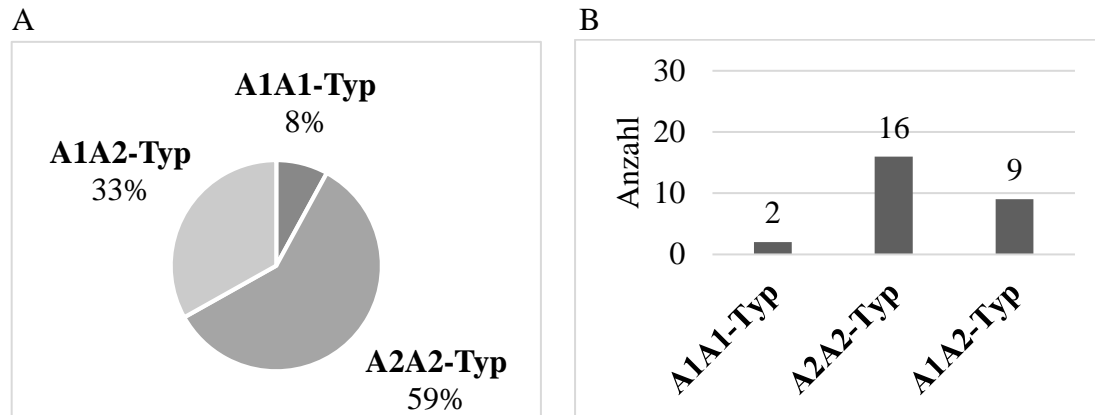 A
A1A1-Typ
8%
A1A2-Typ
33%
A2A2-Typ
59%
B
Anzahl
30
20
10
0
2
16
9
A1A1-Typ
A2A2-Typ
A1A2-Typ